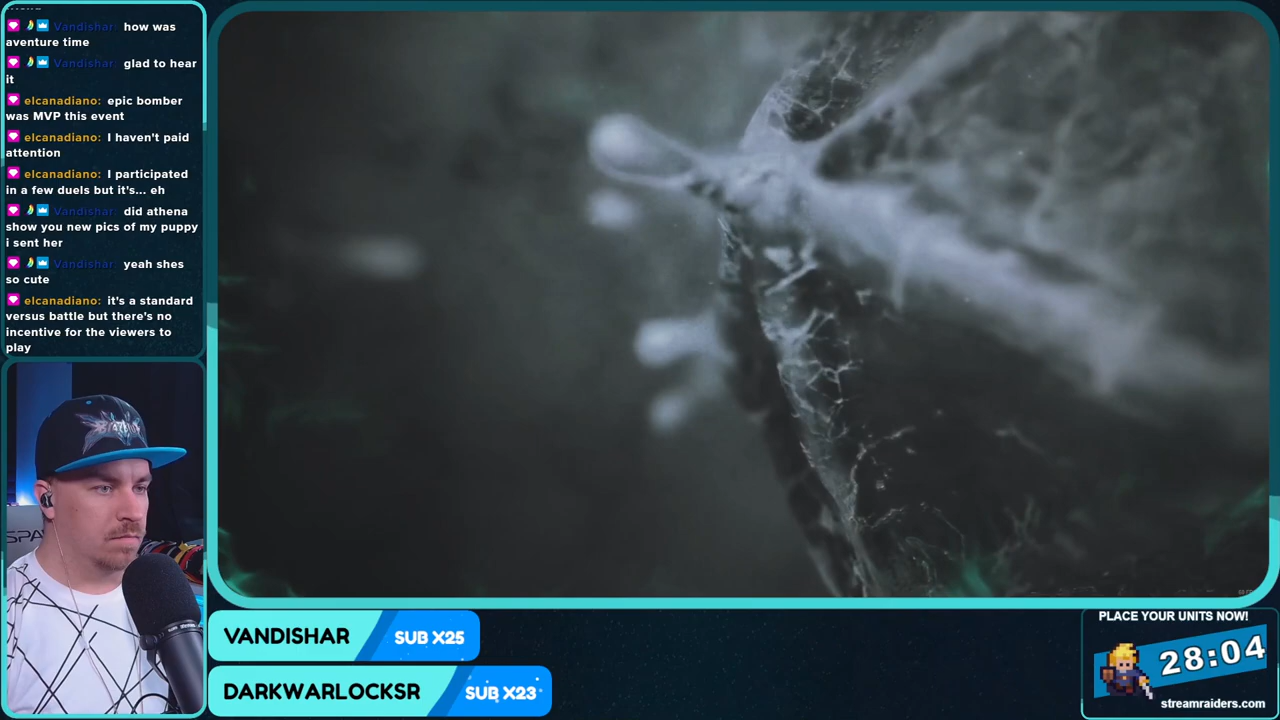 Vandishar: how was
aventure time
Vandishar: glad to hear
it
elcanadiano: epic bomber
was MVP this event
elcanadiano: I haven't paid
attention
elcanadiano: I participated
in a few duels but it's... eh
Vandishar: did athena
show you new pics of my puppy
i sent her
Vandishar: yeah shes
so cute
elcanadiano: it's a standard
versus battle but there's no
incentive for the viewers to
play
VANDISHAR SUB X25
DARKWARLOCKSR SUB X23
PLACE YOUR UNITS NOW!
28:04
streamraiders.com